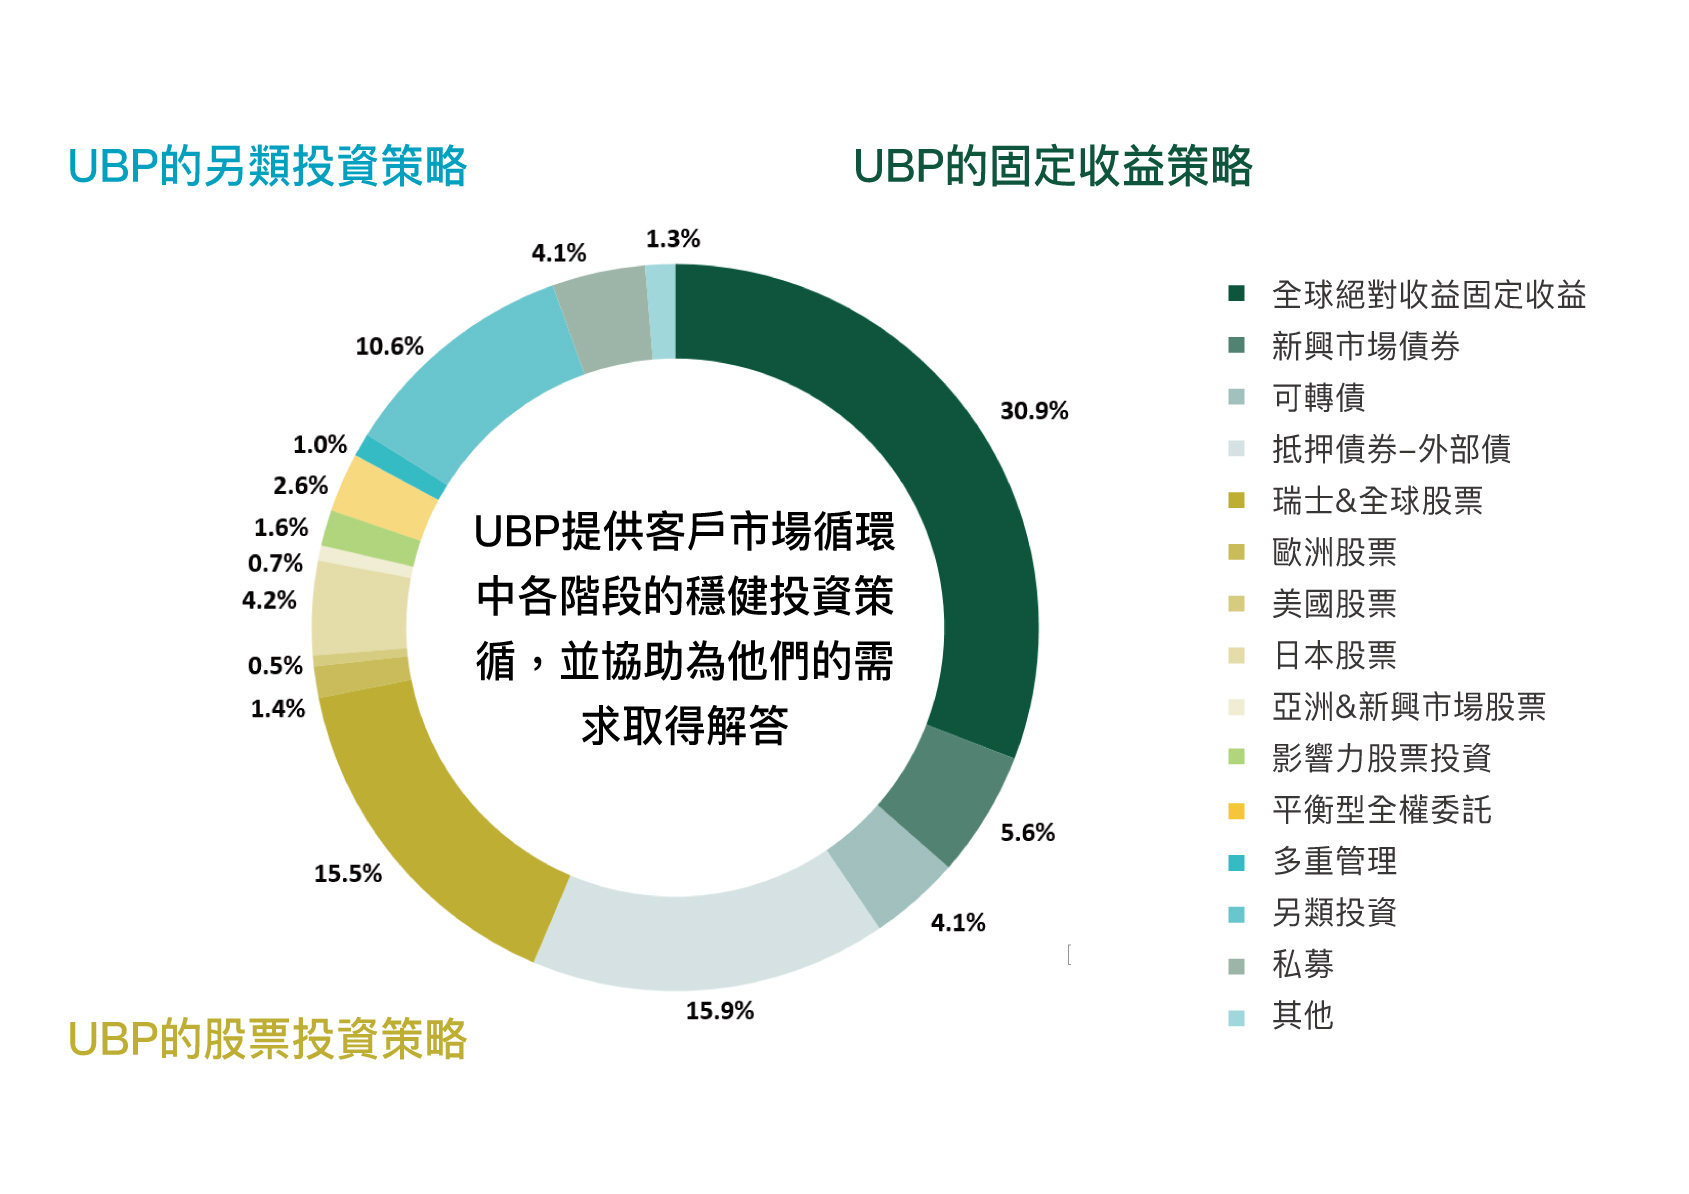 UBP的另類投資策略
UBP的固定收益策略
1.3%
4.1%
10.6%
1.0%
2.6%
1.6%
0.7%
4.2%
0.5%
1.4%
15.5%
15.9%
4.1%
5.6%
30.9%
UBP提供客戶市場循環
中各階段的穩健投資策
循，並協助為他們的需
求取得解答
全球絕對收益固定收益
新興市場債券
可轉債
抵押債券–外部債
瑞士&全球股票
歐洲股票
美國股票
日本股票
亞洲&新興市場股票
影響力股票投資
平衡型全權委託
多重管理
另類投資
私募
其他
UBP的股票投資策略